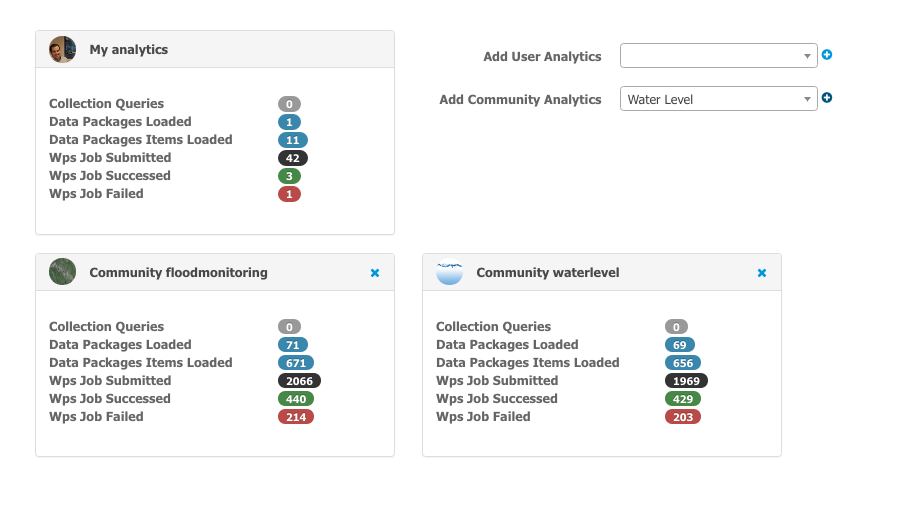 My analytics
Collection Queries 0
Data Packages Loaded 1
Data Packages Items Loaded 11
Wps Job Submitted 42
Wps Job Successed 3
Wps Job Failed 1
Add User Analytics
Add Community Analytics Water Level
Community floodmonitoring
Collection Queries 0
Data Packages Loaded 71
Data Packages Items Loaded 671
Wps Job Submitted 2066
Wps Job Successed 440
Wps Job Failed 214
Community waterlevel
Collection Queries 0
Data Packages Loaded 69
Data Packages Items Loaded 656
Wps Job Submitted 1969
Wps Job Successed 429
Wps Job Failed 203